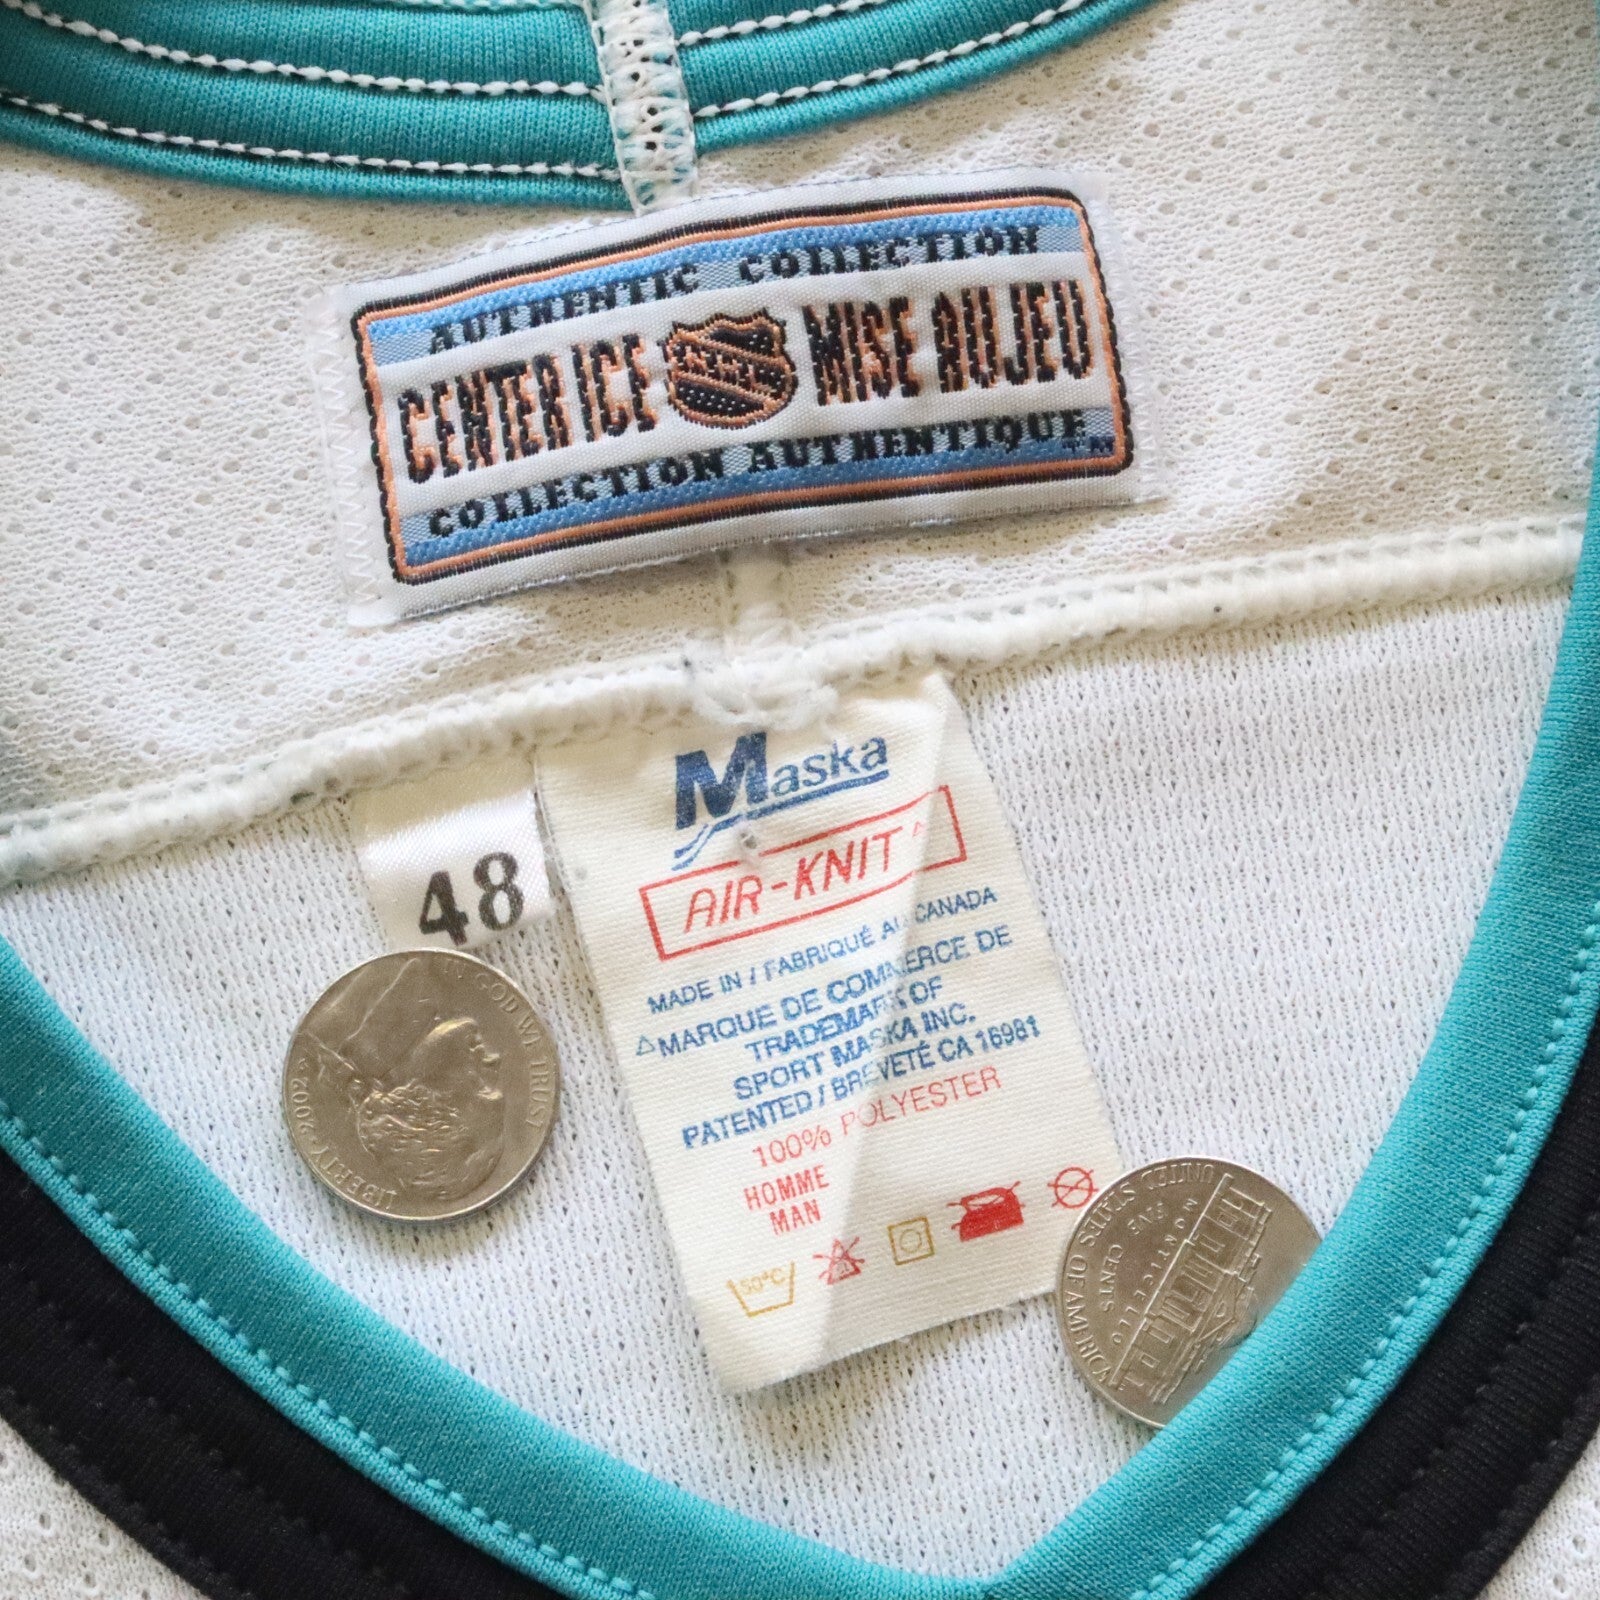 AUTHENTIC COLLECTION
CENTER ICE NHL MISE AU JEU
COLLECTION AUTHENTIQUE TM
48
Maska
AIR-KNIT
MADE IN / FABRIQUÉ AU CANADA
△MARQUE DE COMMERCE DE
TRADEMARK OF
SPORT MASKA INC.
PATENTED / BREVETÉ CA 16981
100% POLYESTER
HOMME
MAN
50°C
IN GOD WE TRUST
LIBERTY 2002
UNITED STATES OF AMERICA
FIVE CENTS
MONTICELLO